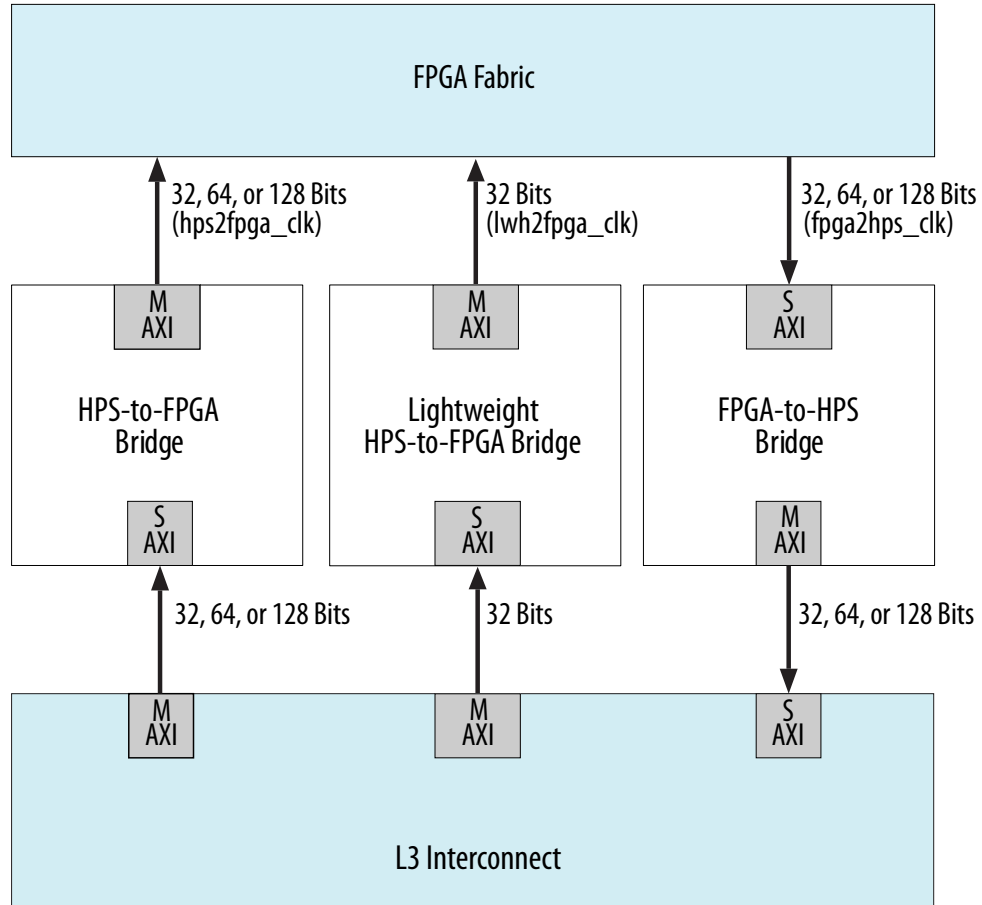 FPGA Fabric
32, 64, or 128 Bits
(hps2fpga_clk)
32 Bits
(lwh2fpga_clk)
32, 64, or 128 Bits
(fpga2hps_clk)
M
AXI
M
AXI
S
AXI
HPS-to-FPGA
Bridge
Lightweight
HPS-to-FPGA Bridge
FPGA-to-HPS
Bridge
S
AXI
S
AXI
M
AXI
32, 64, or 128 Bits
32 Bits
32, 64, or 128 Bits
M
AXI
M
AXI
S
AXI
L3 Interconnect